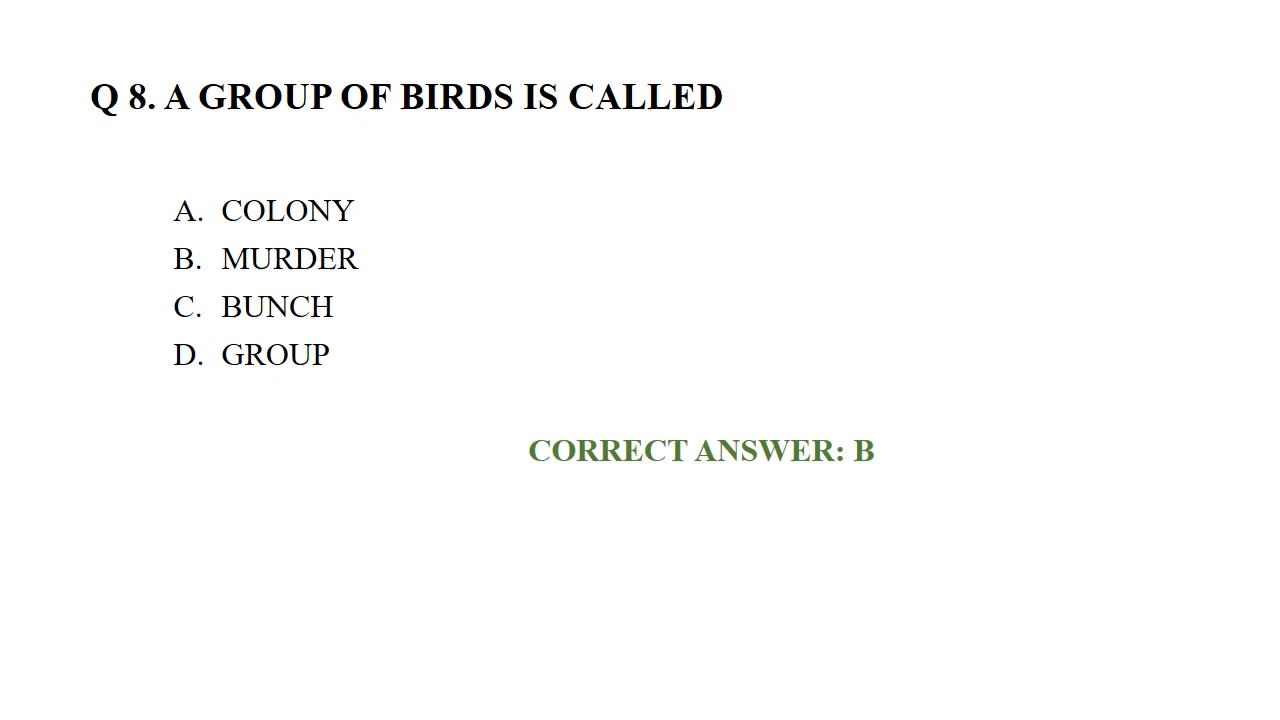 Q 8. A GROUP OF BIRDS IS CALLED
A. COLONY
B. MURDER
C. BUNCH
D. GROUP
CORRECT ANSWER: B